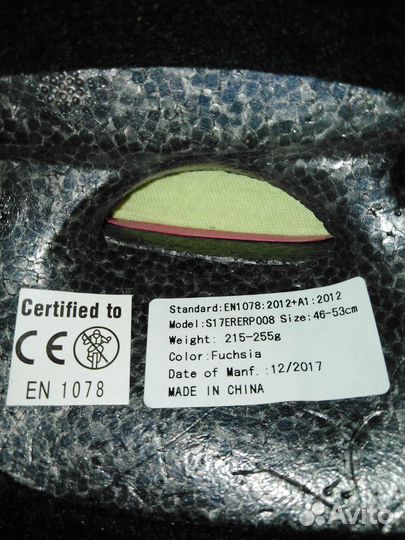 Certified to
CE
EN 1078
Standard:EN1078:2012+A1:2012
Model:S17ERERP008 Size:46-53cm
Weight: 215-255g
Color:Fuchsia
Date of Manf.:12/2017
MADE IN CHINA
Avito